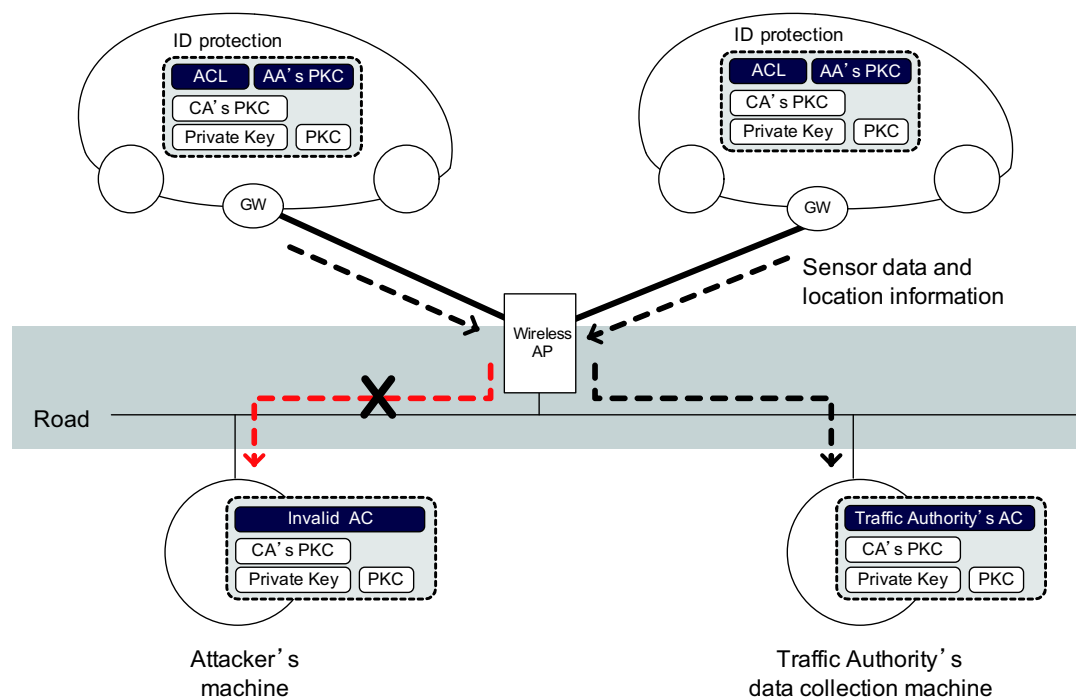 ID protection
ACL
AA's PKC
CA's PKC
Private Key
PKC
GW
ID protection
ACL
AA's PKC
CA's PKC
Private Key
PKC
GW
Sensor data and
location information
Wireless
AP
Road
Invalid AC
CA's PKC
Private Key
PKC
Attacker's
machine
Traffic Authority's AC
CA's PKC
Private Key
PKC
Traffic Authority's
data collection machine